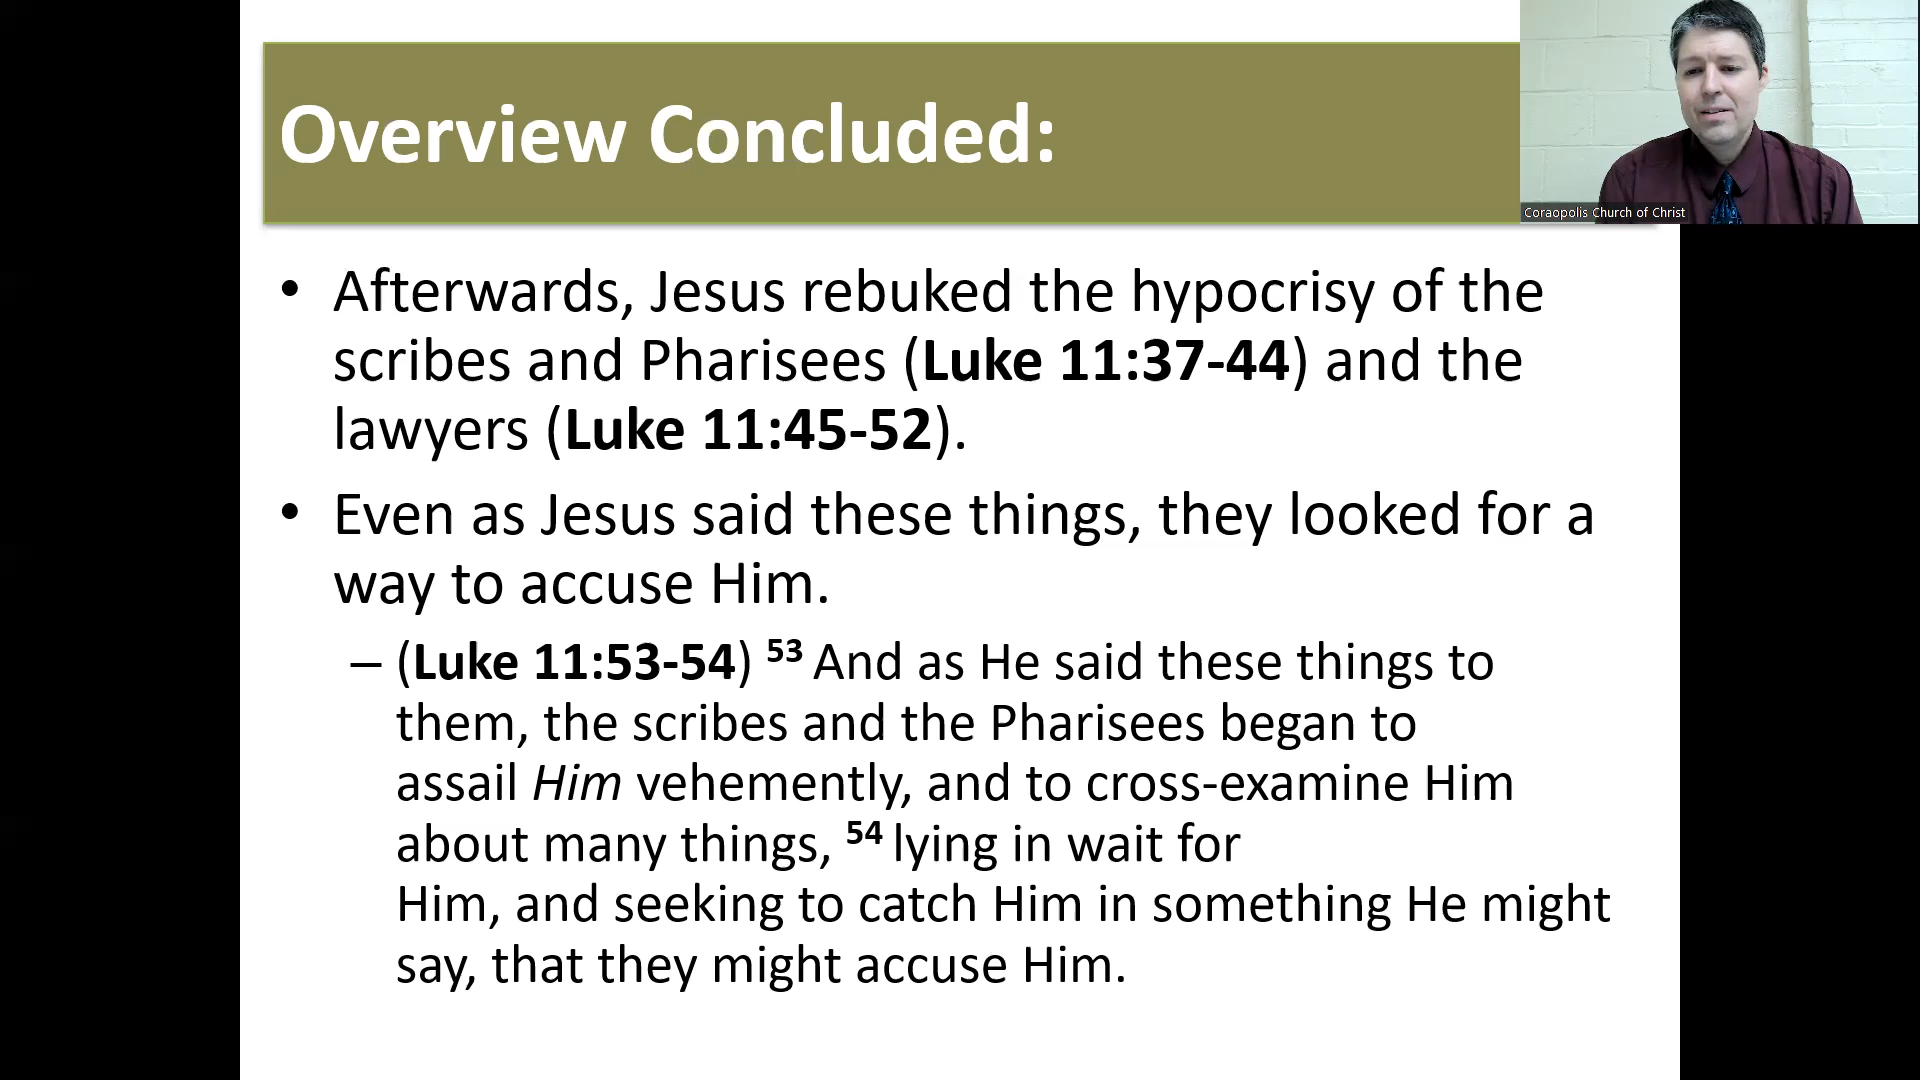 Overview Concluded:
Coraopolis Church of Christ
• Afterwards, Jesus rebuked the hypocrisy of the
scribes and Pharisees (Luke 11:37-44) and the
lawyers (Luke 11:45-52).
• Even as Jesus said these things, they looked for a
way to accuse Him.
– (Luke 11:53-54) 53 And as He said these things to
them, the scribes and the Pharisees began to
assail Him vehemently, and to cross-examine Him
about many things, 54 lying in wait for
Him, and seeking to catch Him in something He might
say, that they might accuse Him.